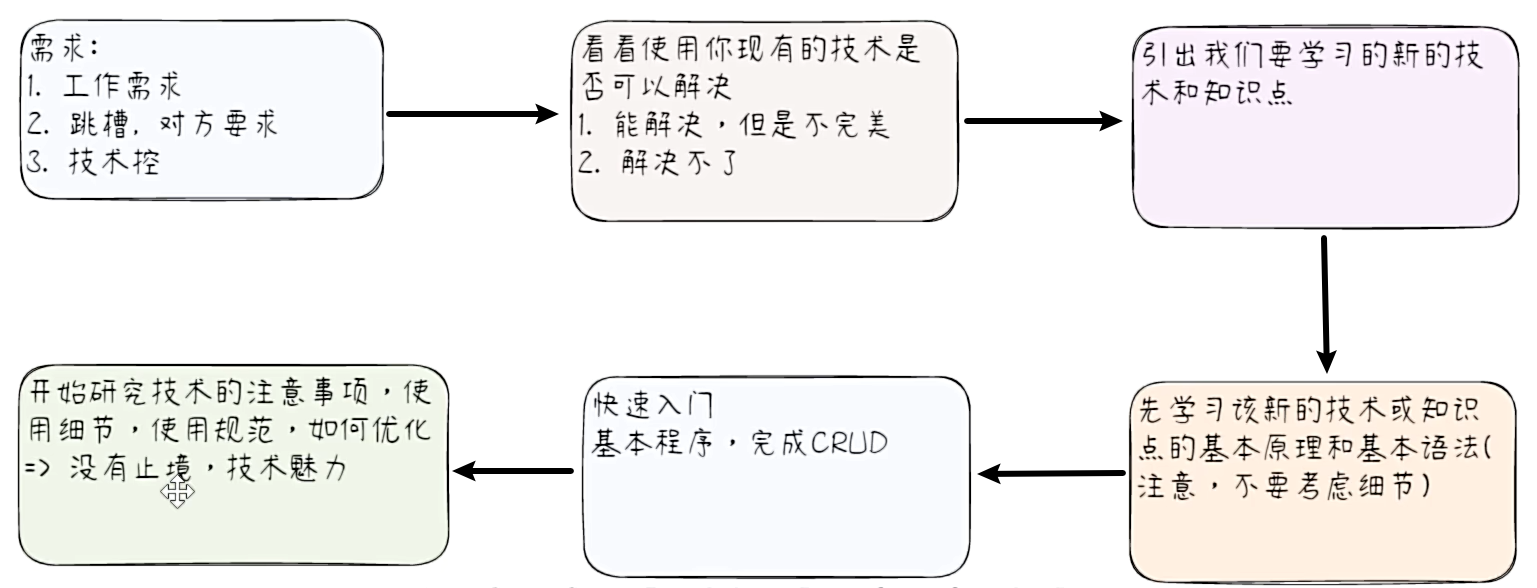 需求:
1. 工作需求
2. 跳槽, 对方要求
3. 技术控
看看使用你现有的技术是
否可以解决
1. 能解决，但是不完美
2. 解决不了
引出我们要学习的新的技
术和知识点
先学习该新的技术或知识
点的基本原理和基本语法(
注意，不要考虑细节)
快速入门
基本程序，完成CRUD
开始研究技术的注意事项，使
用细节，使用规范，如何优化
=> 没有止境，技术魅力